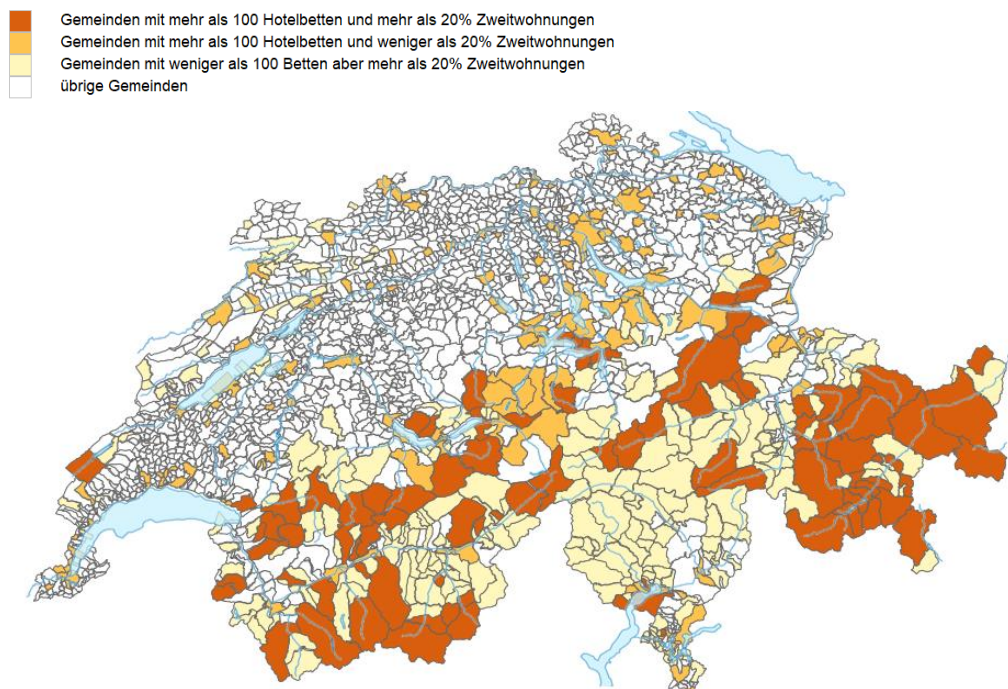 Gemeinden mit mehr als 100 Hotelbetten und mehr als 20% Zweitwohnungen
Gemeinden mit mehr als 100 Hotelbetten und weniger als 20% Zweitwohnungen
Gemeinden mit weniger als 100 Betten aber mehr als 20% Zweitwohnungen
übrige Gemeinden